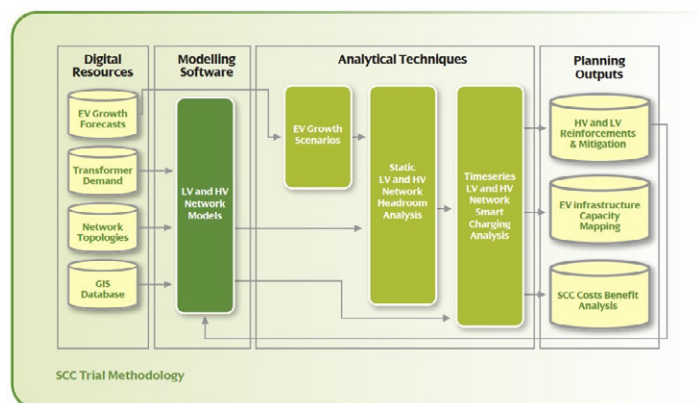 Digital
Resources
Modelling
Software
Analytical Techniques
Planning
Outputs
EV Growth
Forecasts
Transformer
Demand
Network
Topologies
GIS
Database
LV and HV
Network
Models
EV Growth
Scenarios
Static
LV and HV
Network
Headroom
Analysis
Timeseries
LV and HV
Network
Smart
Charging
Analysis
HV and LV
Reinforcements
& Mitigation
EV infrastructure
Capacity
Mapping
SCC Costs Benefit
Analysis
SCC Trial Methodology